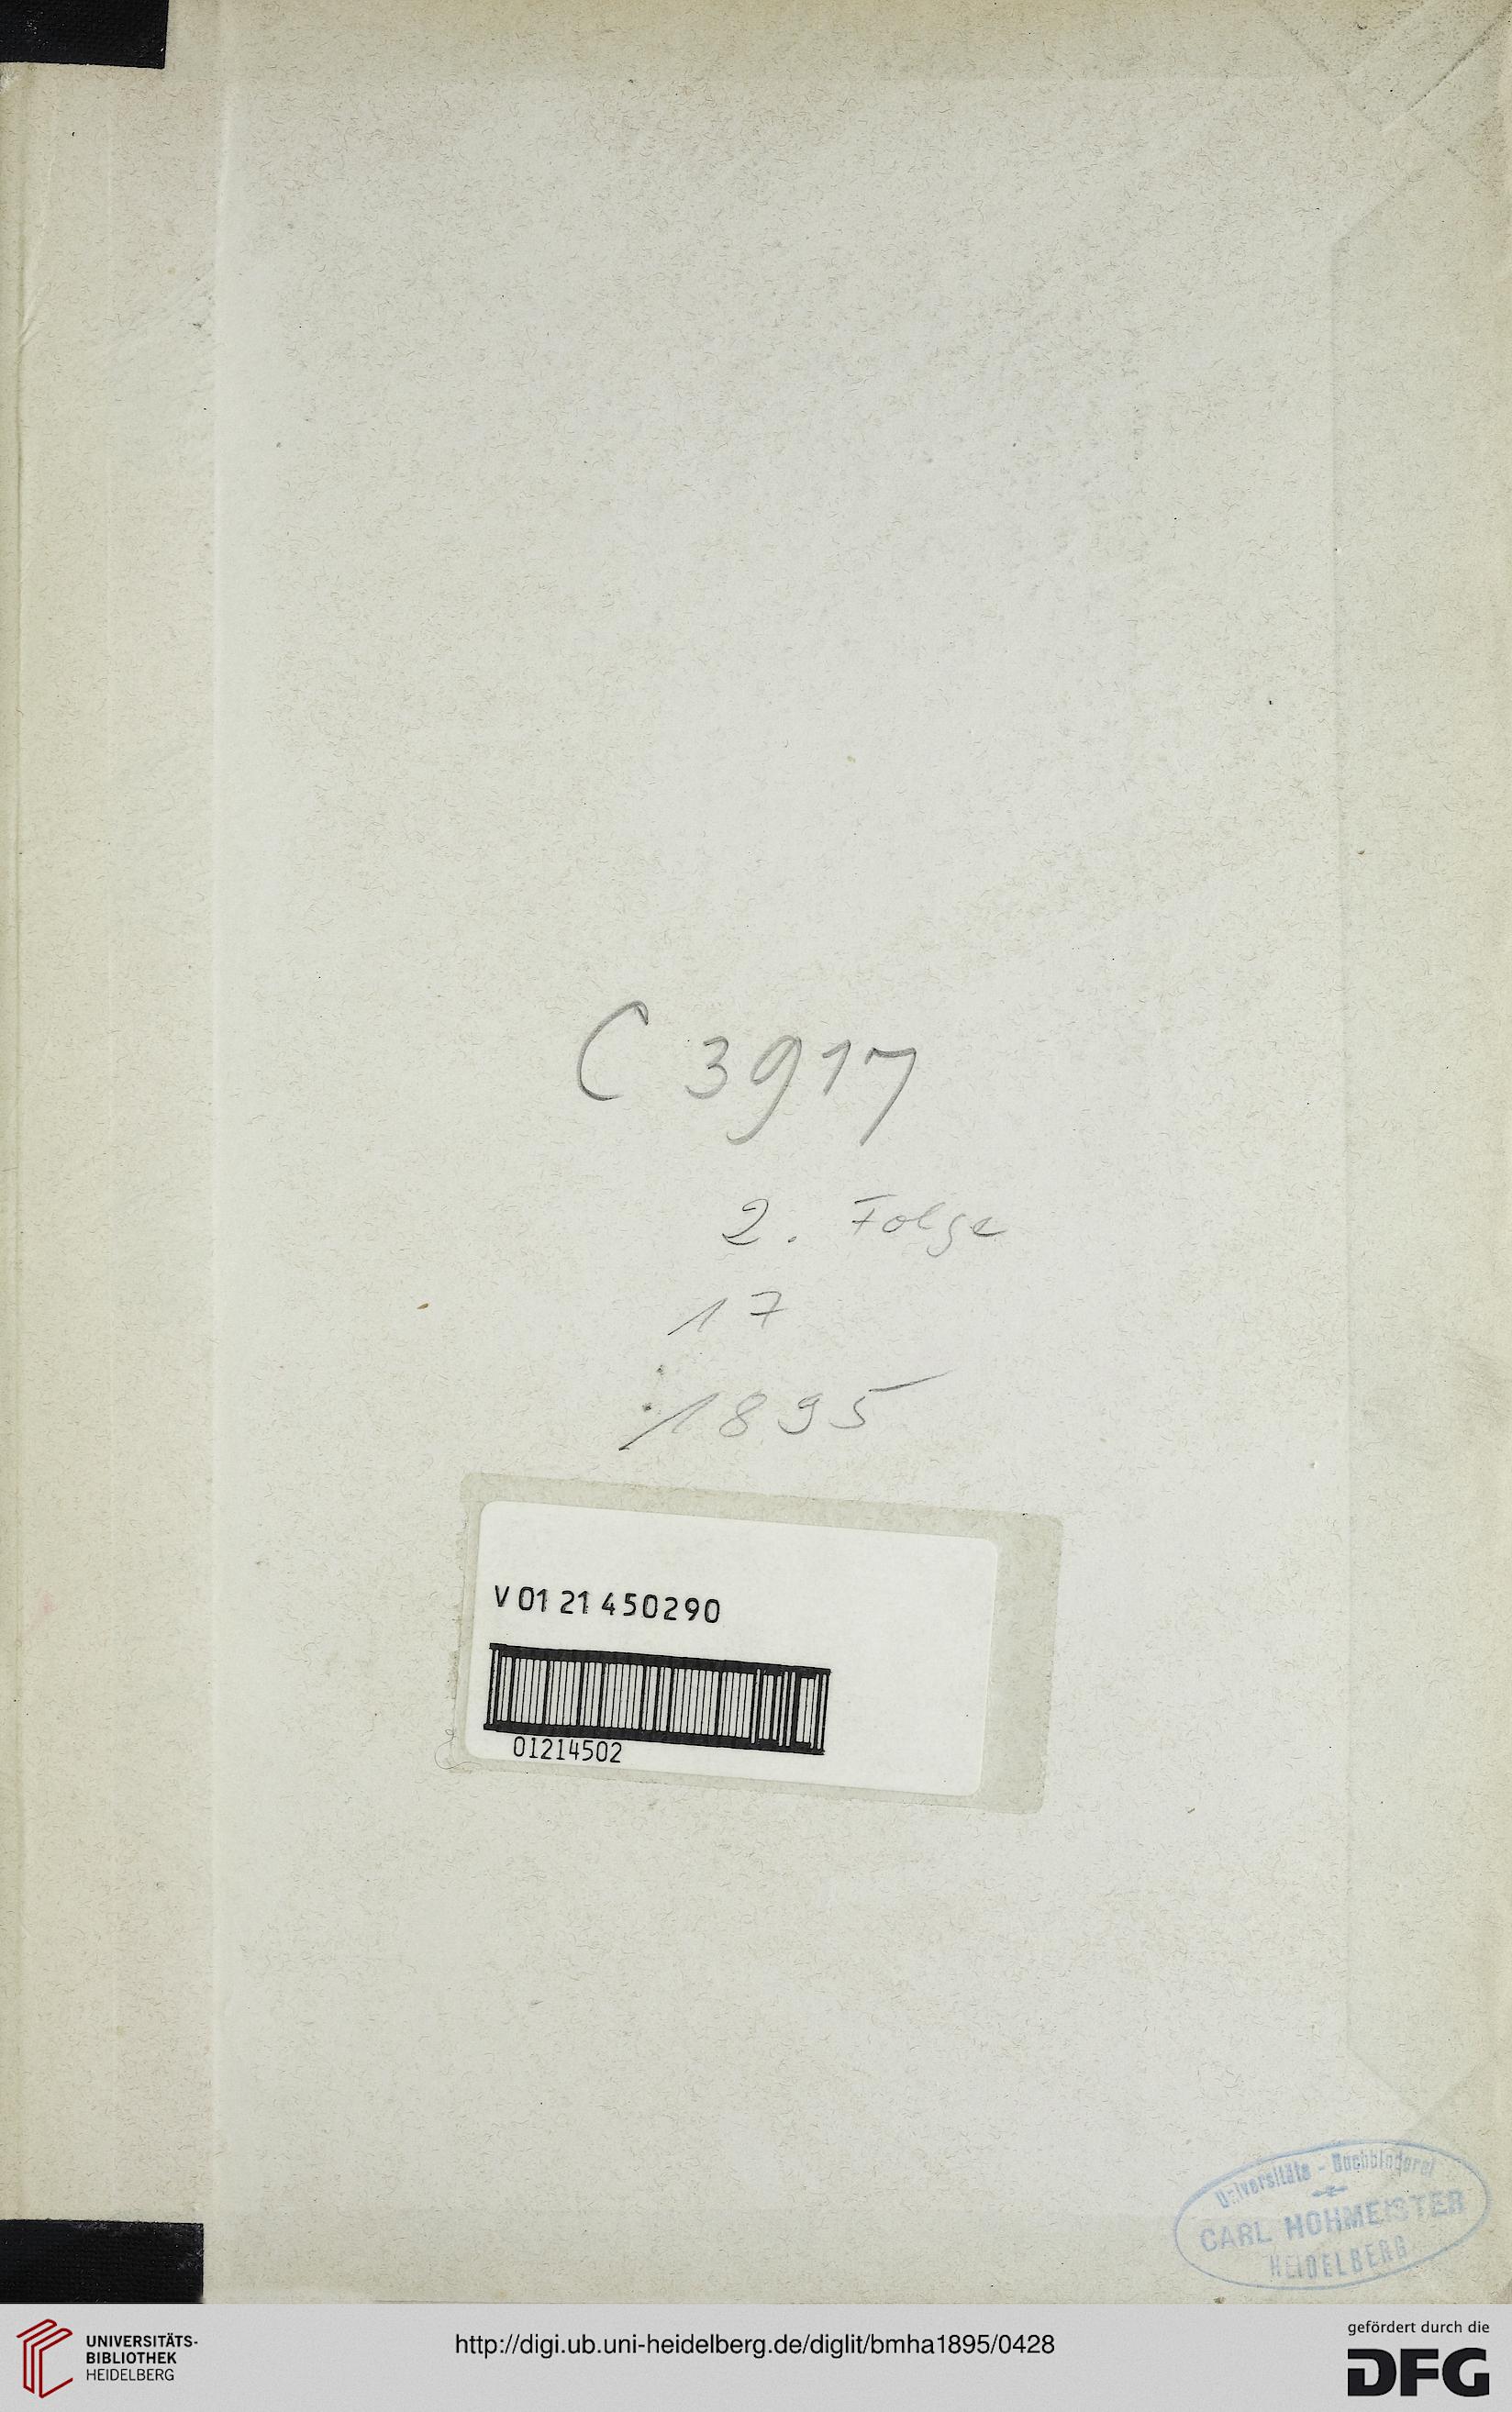 C 3917
2. Folge
17
1895
V 01 21 450290
01214502
Universitäts - Buchbinderei
CARL HOHMEISTER
HEIDELBERG
UNIVERSITÄTS-
BIBLIOTHEK
HEIDELBERG
http://digi.ub.uni-heidelberg.de/diglit/bmha1895/0428
gefördert durch die
DFG